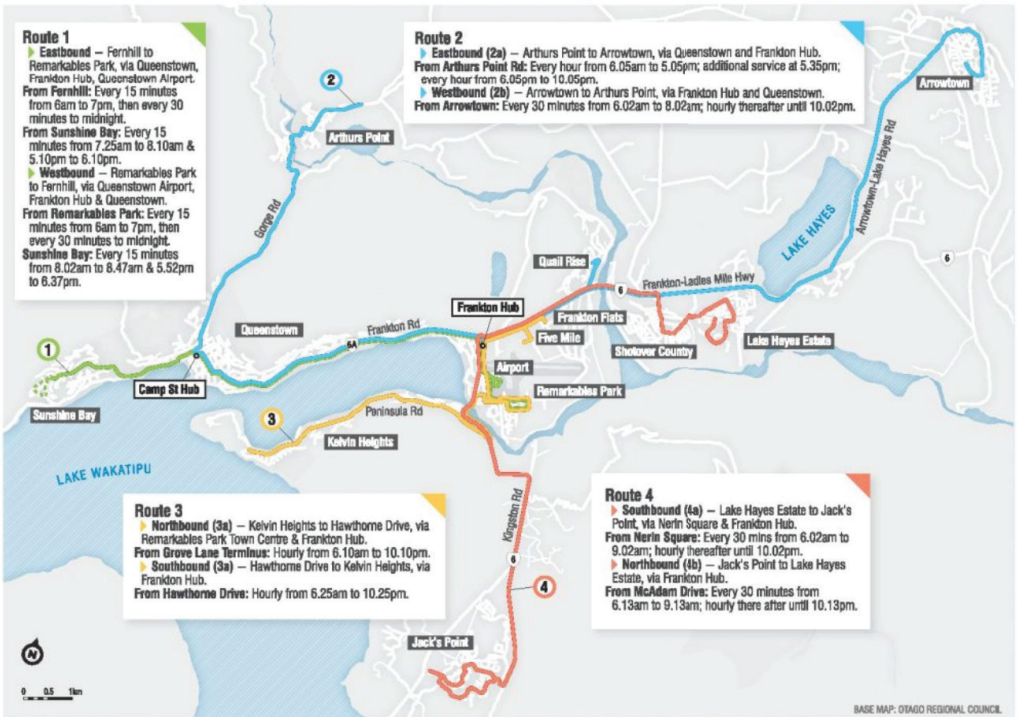 Route 1
Eastbound — Fernhill to
Remarkables Park, via Queenstown,
Frankton Hub, Queenstown Airport.
From Fernhill: Every 15 minutes
from 6am to 7pm, then every 30
minutes to midnight.
From Sunshine Bay: Every 15
minutes from 7.25am to 8.10am &
5.10pm to 6.10pm.
Westbound — Remarkables Park
to Fernhill, via Queenstown Airport,
Frankton Hub & Queenstown.
From Remarkables Park: Every 15
minutes from 6am to 7pm, then
every 30 minutes to midnight.
Sunshine Bay: Every 15 minutes
from 8.02am to 8.47am & 5.52pm
to 6.37pm.
Route 2
Eastbound (2a) — Arthurs Point to Arrowtown, via Queenstown and Frankton Hub.
From Arthurs Point Rd: Every hour from 6.05am to 5.05pm; additional service at 5.35pm;
every hour from 6.05pm to 10.05pm.
Westbound (2b) — Arrowtown to Arthurs Point, via Frankton Hub and Queenstown.
From Arrowtown: Every 30 minutes from 6.02am to 8.02am; hourly thereafter until 10.02pm.
2
Arthurs Point
Arrowtown
Gorge Rd
Arrowtown-Lake Hayes Rd
LAKE HAYES
6
Quail Rise
Frankton-Ladies Mile Hwy
6
Frankton Hub
Frankton Flats
Five Mile
Queenstown
Frankton Rd
6A
Shotover Country
Lake Hayes Estate
1
Camp St Hub
Airport
Remarkables Park
Sunshine Bay
3
Peninsula Rd
Kelvin Heights
LAKE WAKATIPU
Kingston Rd
6
4
Route 3
Northbound (3a) — Kelvin Heights to Hawthorne Drive, via
Remarkables Park Town Centre & Frankton Hub.
From Grove Lane Terminus: Hourly from 6.10am to 10.10pm.
Southbound (3a) — Hawthorne Drive to Kelvin Heights, via
Frankton Hub.
From Hawthorne Drive: Hourly from 6.25am to 10.25pm.
Route 4
Southbound (4a) — Lake Hayes Estate to Jack's
Point, via Nerin Square & Frankton Hub.
From Nerin Square: Every 30 mins from 6.02am to
9.02am; hourly thereafter until 10.02pm.
Northbound (4b) — Jack's Point to Lake Hayes
Estate, via Frankton Hub.
From McAdam Drive: Every 30 minutes from
6.13am to 9.13am; hourly there after until 10.13pm.
Jack's Point
N
0 0.5 1km
BASE MAP: OTAGO REGIONAL COUNCIL